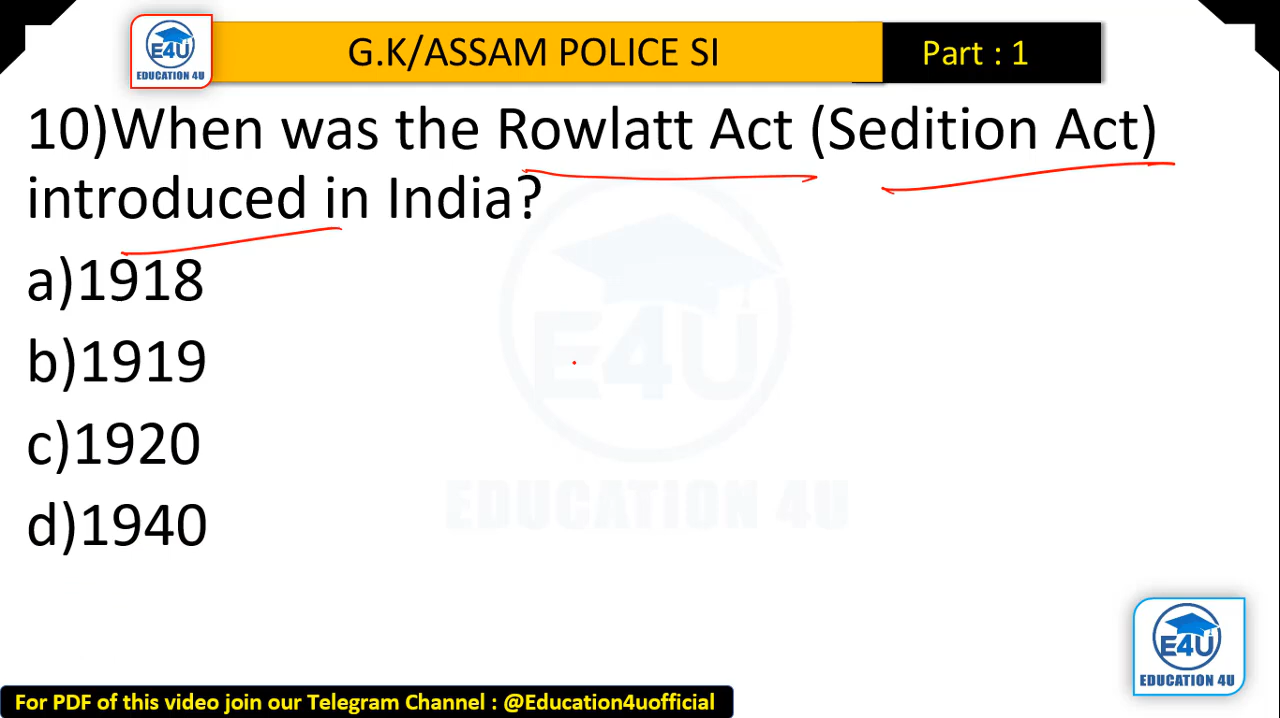 E4U
EDUCATION 4U
G.K/ASSAM POLICE SI
Part : 1
10)When was the Rowlatt Act (Sedition Act)
introduced in India?
a)1918
b)1919
c)1920
d)1940
E4U
EDUCATION 4U
E4U
EDUCATION 4U
For PDF of this video join our Telegram Channel : @Education4uofficial